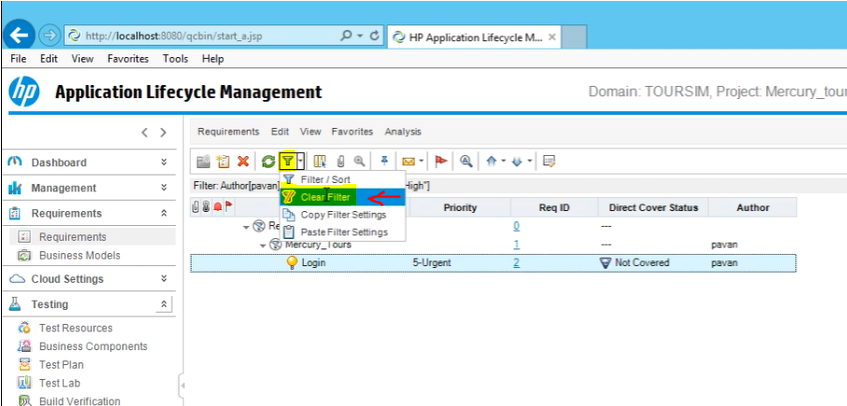 http://localhost:8080/qcbin/start_a.jsp
HP Application Lifecycle M... ×
File Edit View Favorites Tools Help
hp Application Lifecycle Management
Domain: TOURSIM, Project: Mercury_tour
Requirements Edit View Favorites Analysis
Dashboard
Management
Requirements
Requirements
Business Models
Cloud Settings
Testing
Test Resources
Business Components
Test Plan
Test Lab
Build Verification
Filter / Sort
Clear Filter
Copy Filter Settings
Paste Filter Settings
Filter: Author[pavan] High"]
Priority Req ID Direct Cover Status Author
Re 0 ---
Mercury_Tours 1 --- pavan
Login 5-Urgent 2 Not Covered pavan